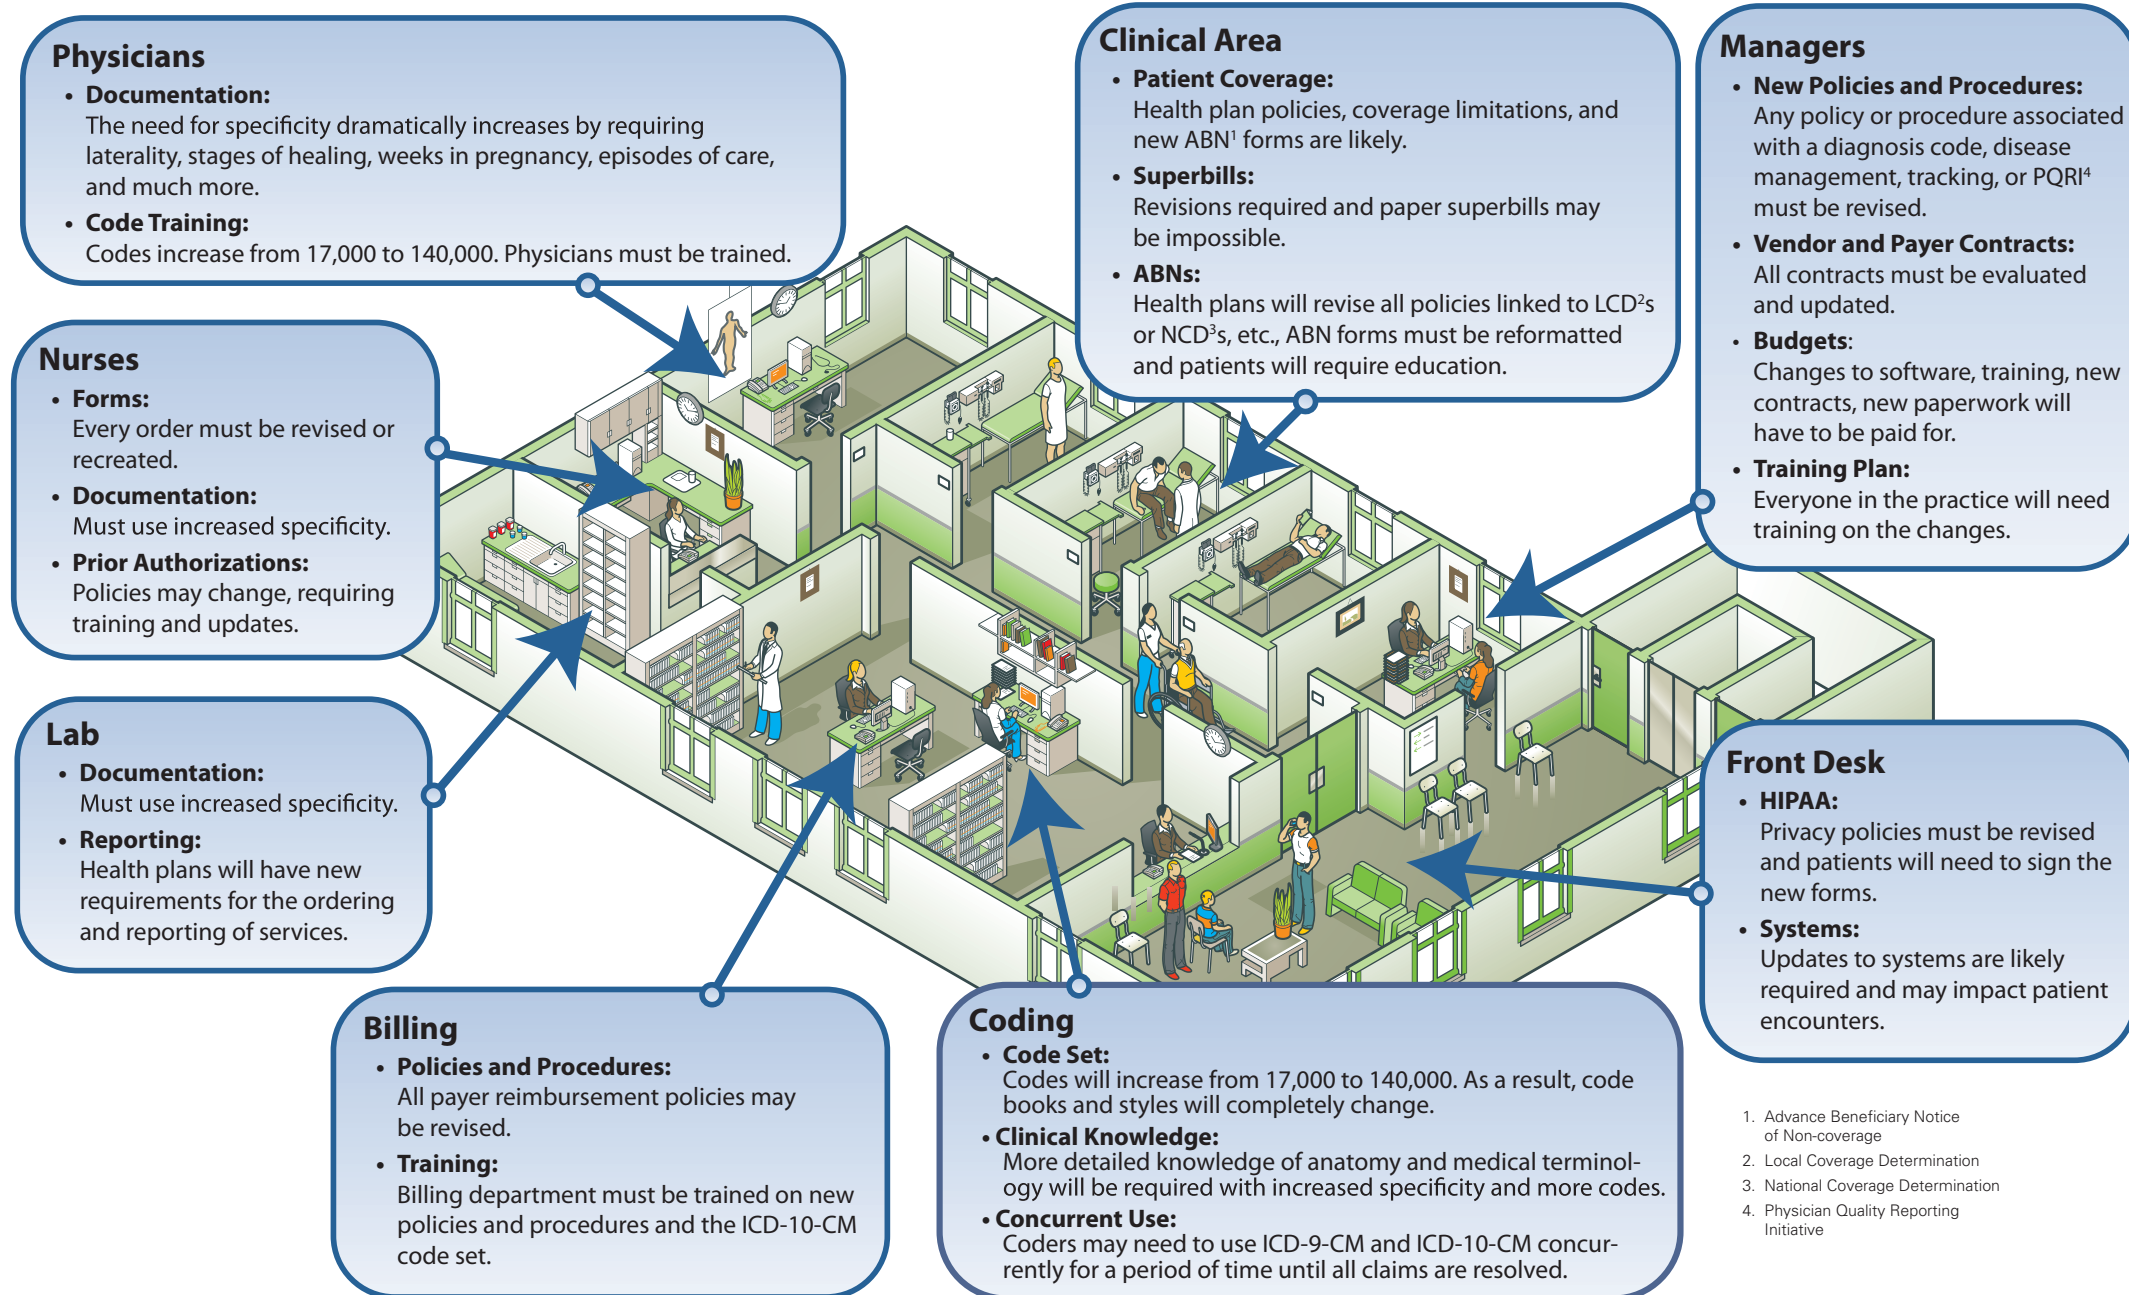 Physicians
• Documentation:
The need for specificity dramatically increases by requiring
laterality, stages of healing, weeks in pregnancy, episodes of care,
and much more.
• Code Training:
Codes increase from 17,000 to 140,000. Physicians must be trained.
Nurses
• Forms:
Every order must be revised or
recreated.
• Documentation:
Must use increased specificity.
• Prior Authorizations:
Policies may change, requiring
training and updates.
Lab
• Documentation:
Must use increased specificity.
• Reporting:
Health plans will have new
requirements for the ordering
and reporting of services.
Billing
• Policies and Procedures:
All payer reimbursement policies may
be revised.
• Training:
Billing department must be trained on new
policies and procedures and the ICD-10-CM
code set.
Coding
• Code Set:
Codes will increase from 17,000 to 140,000. As a result, code
books and styles will completely change.
• Clinical Knowledge:
More detailed knowledge of anatomy and medical terminol-
ogy will be required with increased specificity and more codes.
• Concurrent Use:
Coders may need to use ICD-9-CM and ICD-10-CM concur-
rently for a period of time until all claims are resolved.
Clinical Area
• Patient Coverage:
Health plan policies, coverage limitations, and
new ABN¹ forms are likely.
• Superbills:
Revisions required and paper superbills may
be impossible.
• ABNs:
Health plans will revise all policies linked to LCD²s
or NCD³s, etc., ABN forms must be reformatted
and patients will require education.
Managers
• New Policies and Procedures:
Any policy or procedure associated
with a diagnosis code, disease
management, tracking, or PQRI⁴
must be revised.
• Vendor and Payer Contracts:
All contracts must be evaluated
and updated.
• Budgets:
Changes to software, training, new
contracts, new paperwork will
have to be paid for.
• Training Plan:
Everyone in the practice will need
training on the changes.
Front Desk
• HIPAA:
Privacy policies must be revised
and patients will need to sign the
new forms.
• Systems:
Updates to systems are likely
required and may impact patient
encounters.
1. Advance Beneficiary Notice
of Non-coverage
2. Local Coverage Determination
3. National Coverage Determination
4. Physician Quality Reporting
Initiative